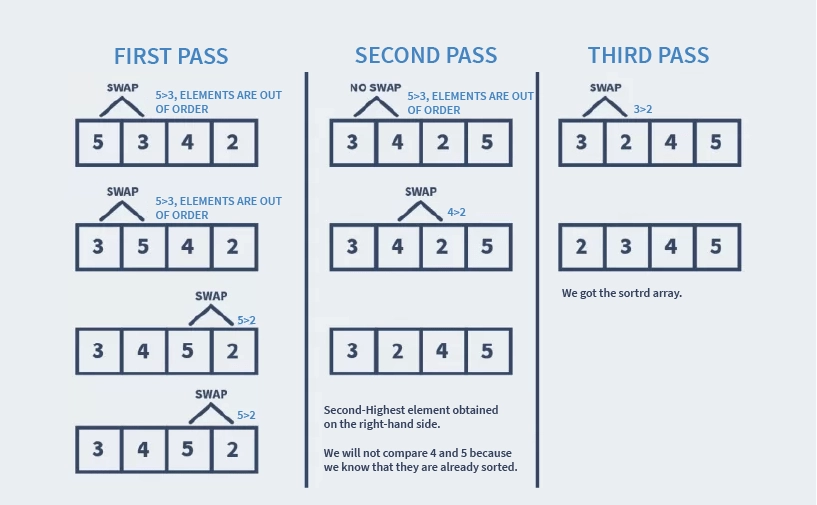 FIRST PASS
SWAP
5>3, ELEMENTS ARE OUT
OF ORDER
5 3 4 2
SWAP
5>3, ELEMENTS ARE OUT
OF ORDER
3 5 4 2
SWAP
5>2
3 4 5 2
SWAP
5>2
3 4 5 2
SECOND PASS
NO SWAP
5>3, ELEMENTS ARE OUT
OF ORDER
3 4 2 5
SWAP
4>2
3 4 2 5
3 2 4 5
Second-Highest element obtained
on the right-hand side.
We will not compare 4 and 5 because
we know that they are already sorted.
THIRD PASS
SWAP
3>2
3 2 4 5
2 3 4 5
We got the sortrd array.